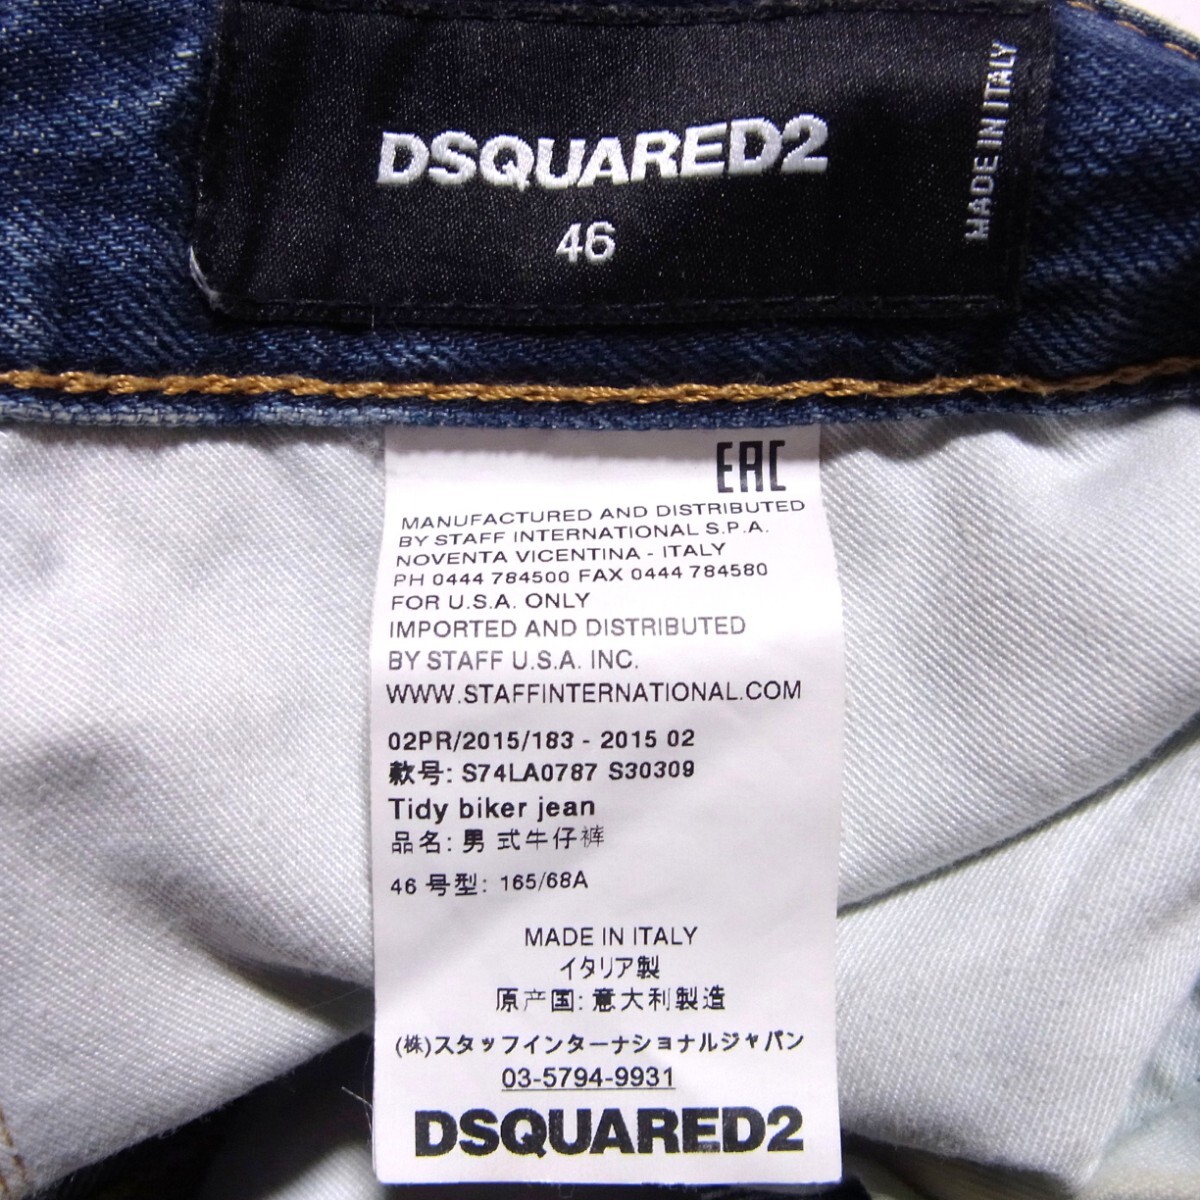 DSQUARED2
46
MADE IN ITALY
EAC
MANUFACTURED AND DISTRIBUTED
BY STAFF INTERNATIONAL S.P.A.
NOVENTA VICENTINA - ITALY
PH 0444 784500 FAX 0444 784580
FOR U.S.A. ONLY
IMPORTED AND DISTRIBUTED
BY STAFF U.S.A. INC.
WWW.STAFFINTERNATIONAL.COM
02PR/2015/183 - 2015 02
款号: S74LA0787 S30309
Tidy biker jean
品名: 男 式牛仔裤
46 号型: 165/68A
MADE IN ITALY
イタリア製
原产国: 意大利製造
(株)スタッフインターナショナルジャパン
03-5794-9931
DSQUARED2